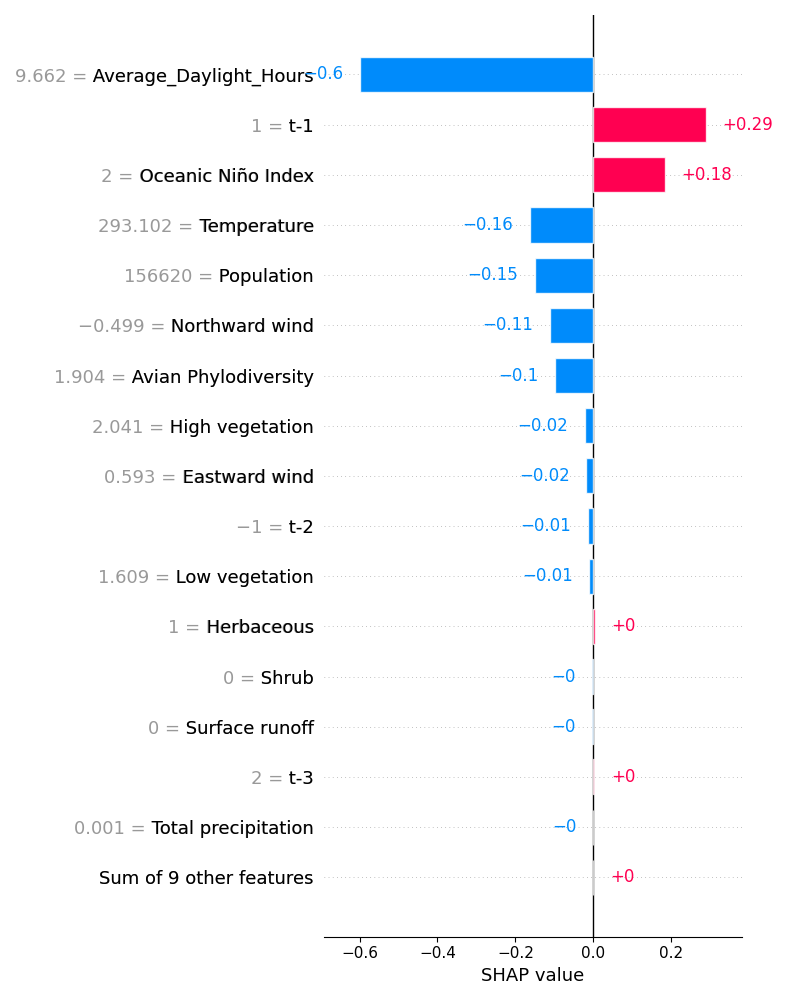 9.662 = Average_Daylight_Hours −0.6
1 = t-1 +0.29
2 = Oceanic Niño Index +0.18
293.102 = Temperature −0.16
156620 = Population −0.15
−0.499 = Northward wind −0.11
1.904 = Avian Phylodiversity −0.1
2.041 = High vegetation −0.02
0.593 = Eastward wind −0.02
−1 = t-2 −0.01
1.609 = Low vegetation −0.01
1 = Herbaceous +0
0 = Shrub −0
0 = Surface runoff −0
2 = t-3 +0
0.001 = Total precipitation −0
Sum of 9 other features +0
−0.6 −0.4 −0.2 0.0 0.2
SHAP value